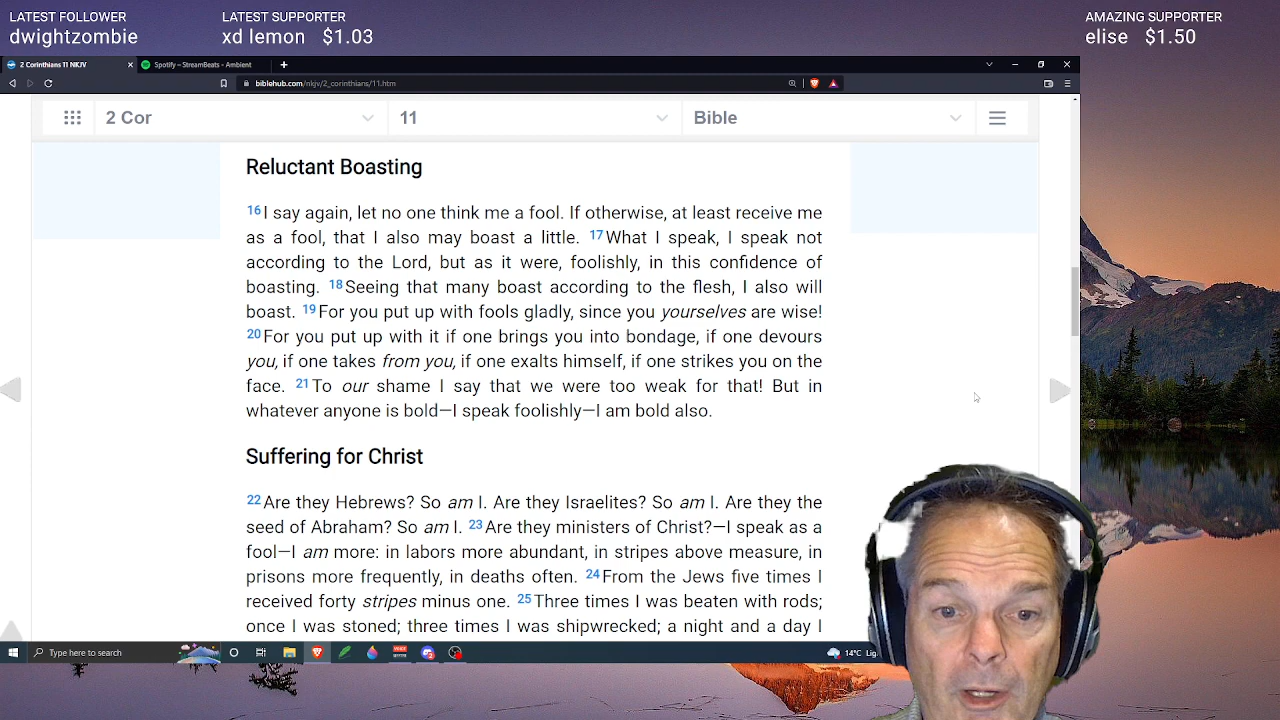 LATEST FOLLOWER
dwightzombie
LATEST SUPPORTER
xd lemon $1.03
AMAZING SUPPORTER
elise $1.50
2 Corinthians 11 NKJV
Spotify – StreamBeats - Ambient
biblehub.com/nkjv/2_corinthians/11.htm
2 Cor
11
Bible
Reluctant Boasting
16 I say again, let no one think me a fool. If otherwise, at least receive me
as a fool, that I also may boast a little. 17 What I speak, I speak not
according to the Lord, but as it were, foolishly, in this confidence of
boasting. 18 Seeing that many boast according to the flesh, I also will
boast. 19 For you put up with fools gladly, since you yourselves are wise!
20 For you put up with it if one brings you into bondage, if one devours
you, if one takes from you, if one exalts himself, if one strikes you on the
face. 21 To our shame I say that we were too weak for that! But in
whatever anyone is bold—I speak foolishly—I am bold also.
Suffering for Christ
22 Are they Hebrews? So am I. Are they Israelites? So am I. Are they the
seed of Abraham? So am I. 23 Are they ministers of Christ?—I speak as a
fool—I am more: in labors more abundant, in stripes above measure, in
prisons more frequently, in deaths often. 24 From the Jews five times I
received forty stripes minus one. 25 Three times I was beaten with rods;
once I was stoned; three times I was shipwrecked; a night and a day I
Type here to search
14°C Lig